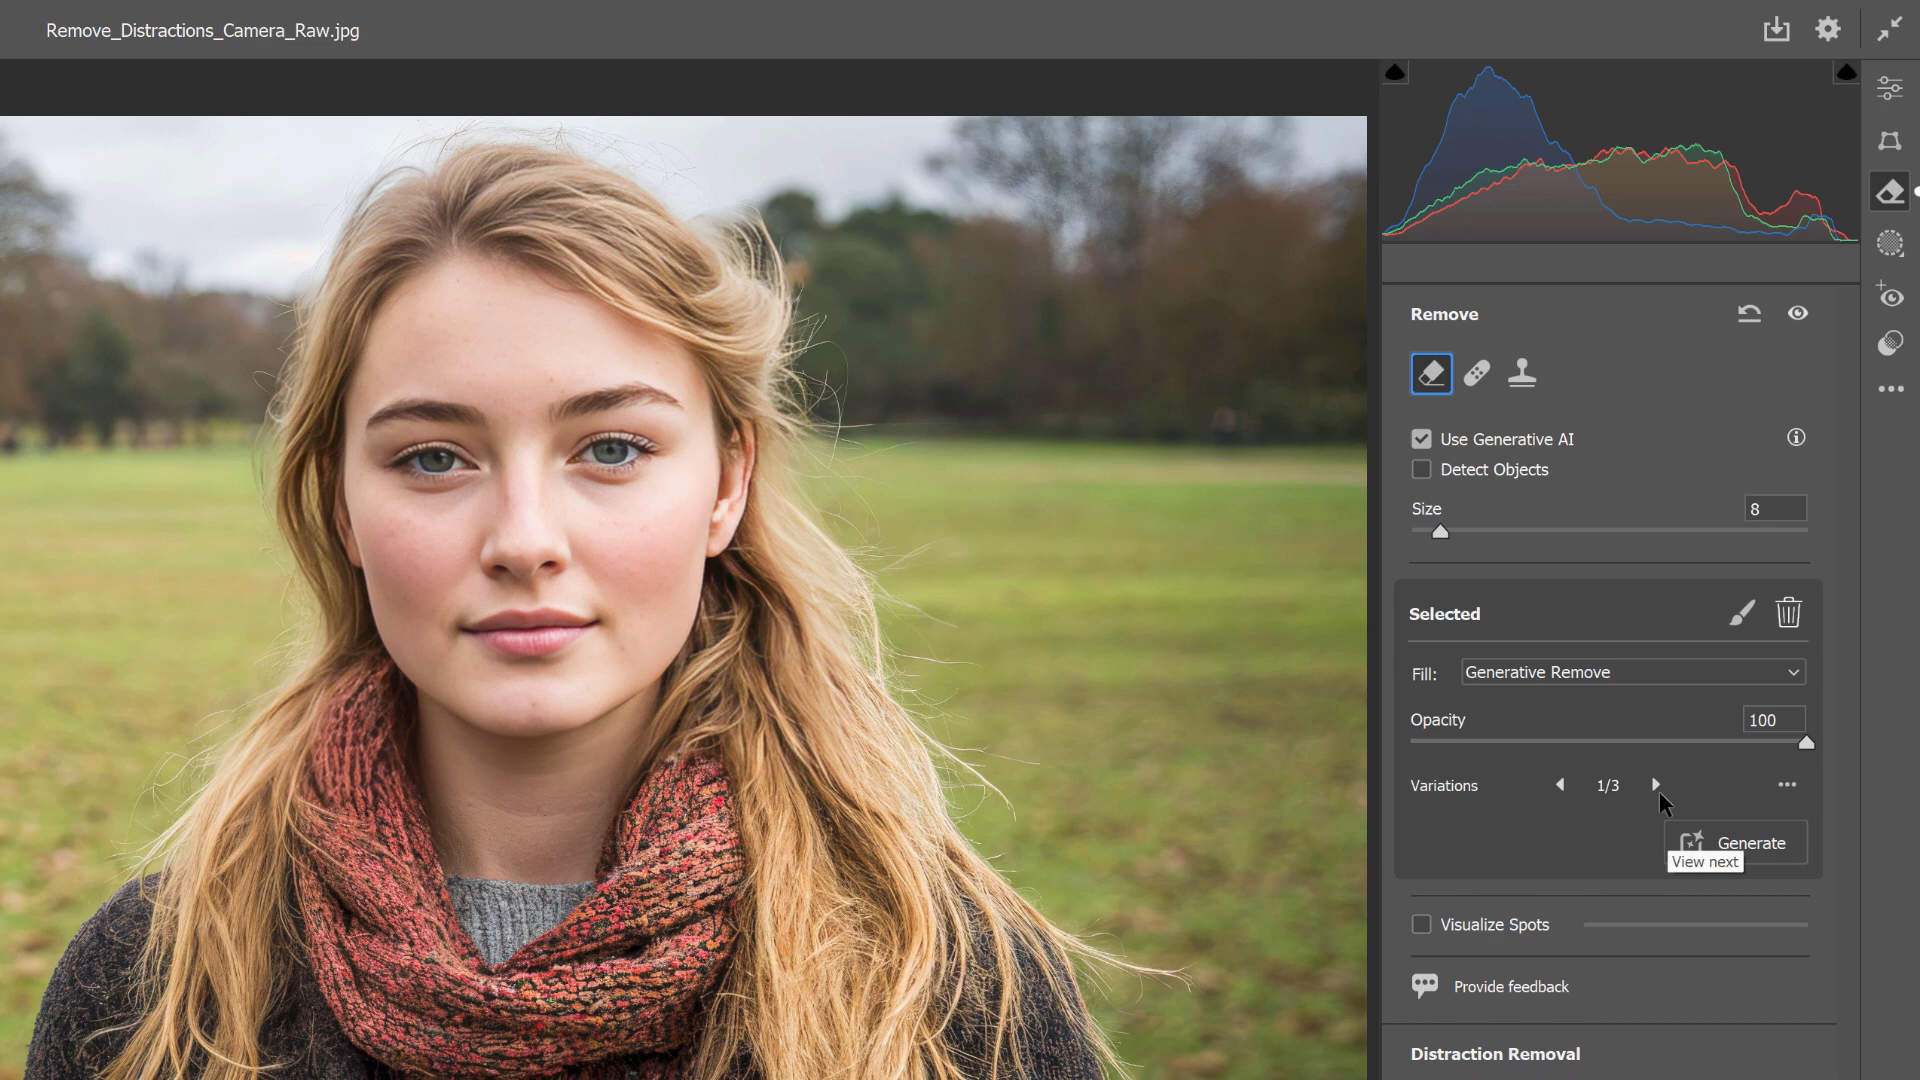 Remove_Distractions_Camera_Raw.jpg
Remove
Use Generative AI
Detect Objects
Size 8
Selected
Fill: Generative Remove
Opacity 100
Variations 1/3
Generate
View next
Visualize Spots
Provide feedback
Distraction Removal